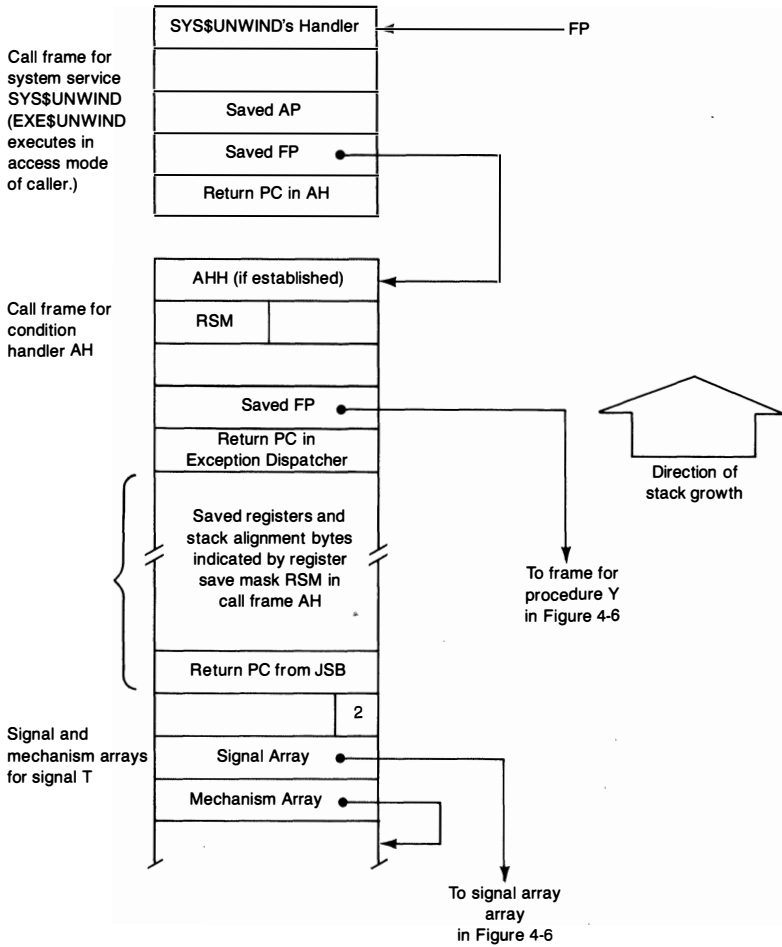 SYS$UNWIND's Handler
FP
Call frame for
system service
SYS$UNWIND
(EXE$UNWIND
executes in
access mode
of caller.)
Saved AP
Saved FP
Return PC in AH
AHH (if established)
Call frame for
condition
handler AH
RSM
Saved FP
Return PC in
Exception Dispatcher
Direction of
stack growth
Saved registers and
stack alignment bytes
indicated by register
save mask RSM in
call frame AH
To frame for
procedure Y
in Figure 4-6
Return PC from JSB
2
Signal and
mechanism arrays
for signal T
Signal Array
Mechanism Array
To signal array
array
in Figure 4-6